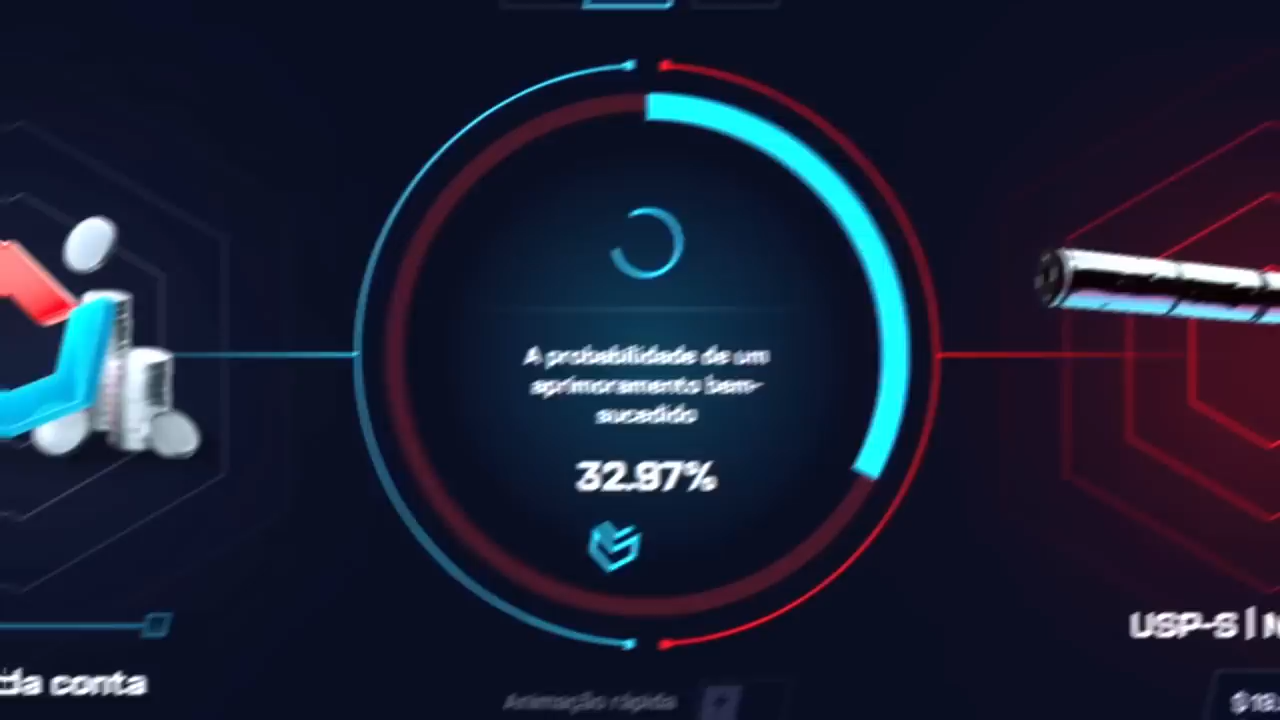 A probabilidade de um
aprimoramento bem-
sucedido
32.97%
USP-S |
da conta
Animação rápida